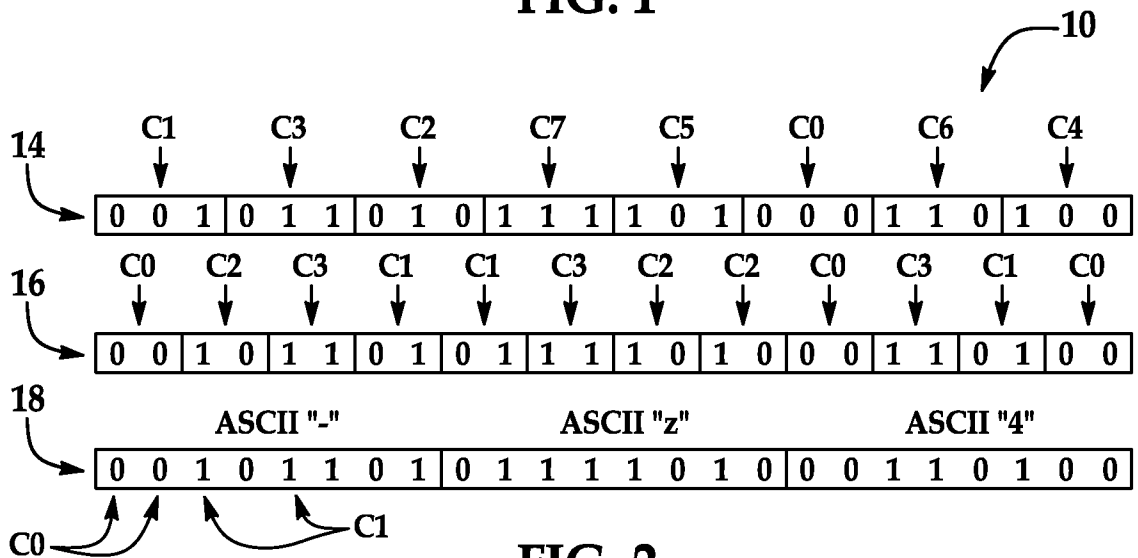 FIG. 1
10
C1 C3 C2 C7 C5 C0 C6 C4
14
0 0 1 0 1 1 0 1 0 1 1 1 1 0 1 0 0 0 1 1 0 1 0 0
C0 C2 C3 C1 C1 C3 C2 C2 C0 C3 C1 C0
16
0 0 1 0 1 1 0 1 0 1 1 1 1 0 1 0 0 0 1 1 0 1 0 0
18
ASCII "-" ASCII "z" ASCII "4"
0 0 1 0 1 1 0 1 0 1 1 1 1 0 1 0 0 0 1 1 0 1 0 0
C0 C1
FIG. 2